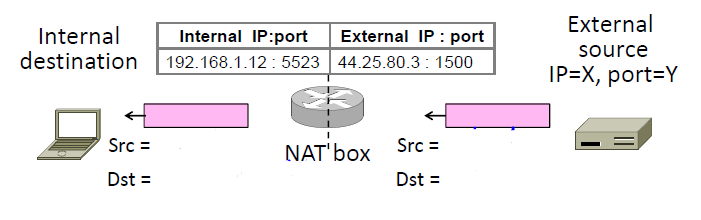 Internal
destination
Internal IP:port
External IP : port
192.168.1.12 : 5523
44.25.80.3 : 1500
External
source
IP=X, port=Y
Src =
Dst =
NAT box
Src =
Dst =